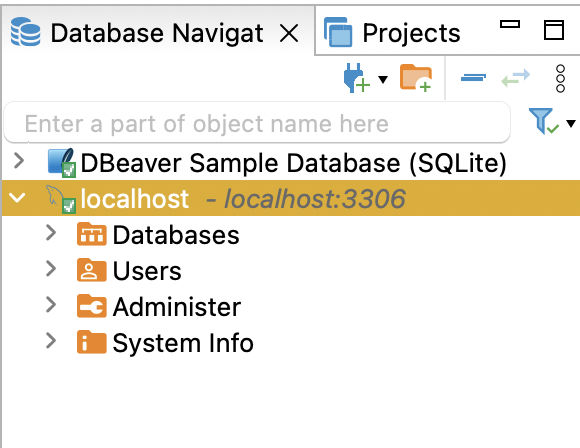 Database Navigat Projects
Enter a part of object name here
DBeaver Sample Database (SQLite)
localhost - localhost:3306
Databases
Users
Administer
System Info